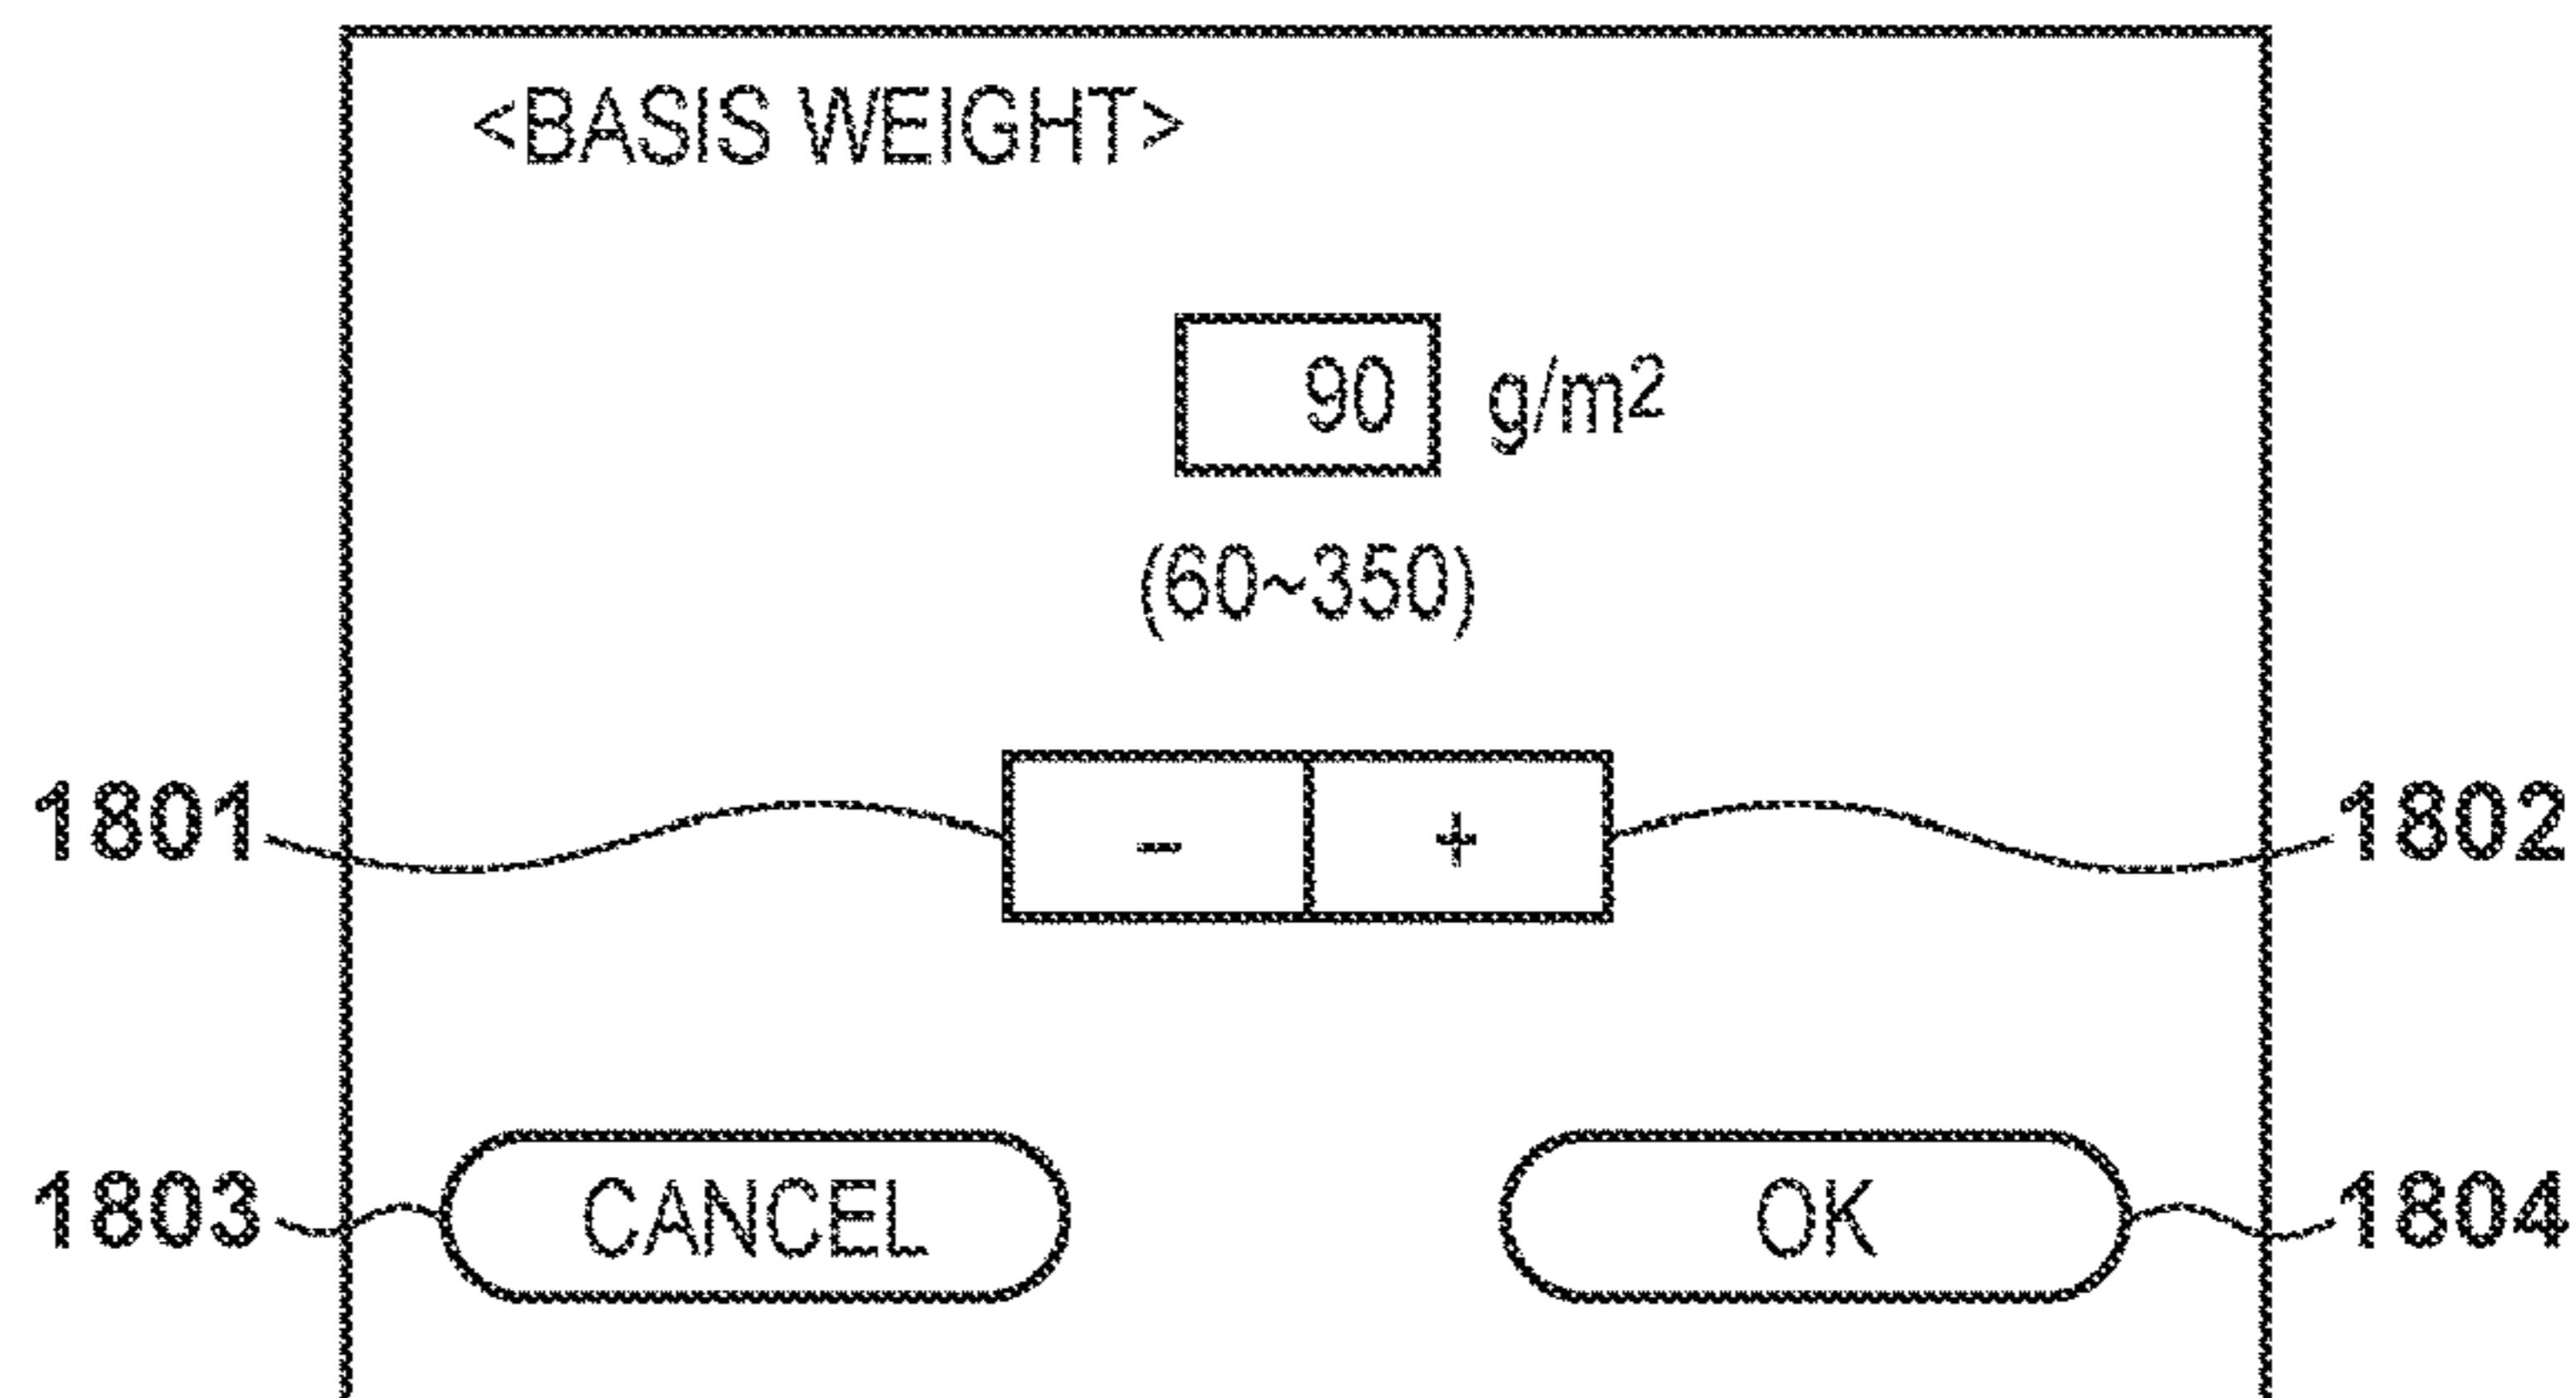 <BASIS WEIGHT>
90 g/m2
(60~350)
1801 - + 1802
1803 CANCEL OK 1804